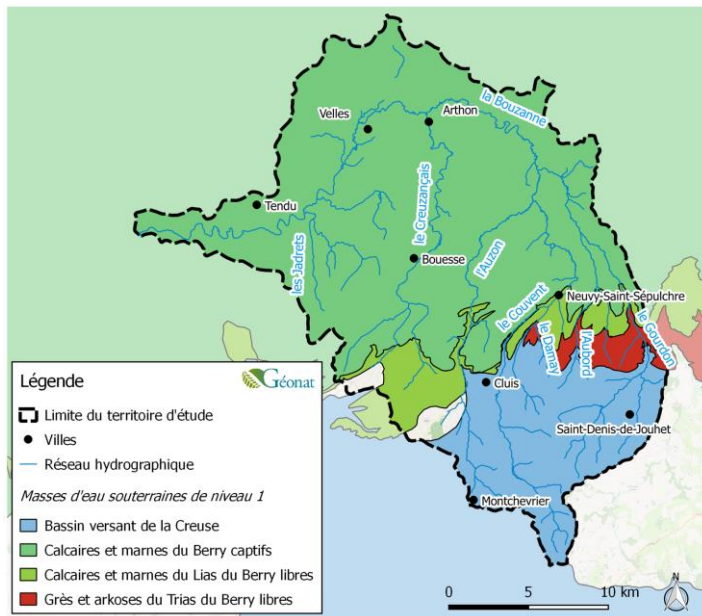 la Bouzanne
Velles
Arthon
le Creuzançais
Tendu
les Jadrets
Bouesse
l'Auzon
le Couvent
Neuvy-Saint-Sépulchre
le Gourdon
le Damay
l'Aubord
Cluis
Saint-Denis-de-Jouhet
Montchevrier
Légende
Géonat
Limite du territoire d'étude
Villes
Réseau hydrographique
Masses d'eau souterraines de niveau 1
Bassin versant de la Creuse
Calcaires et marnes du Berry captifs
Calcaires et marnes du Lias du Berry libres
Grès et arkoses du Trias du Berry libres
0 5 10 km
N